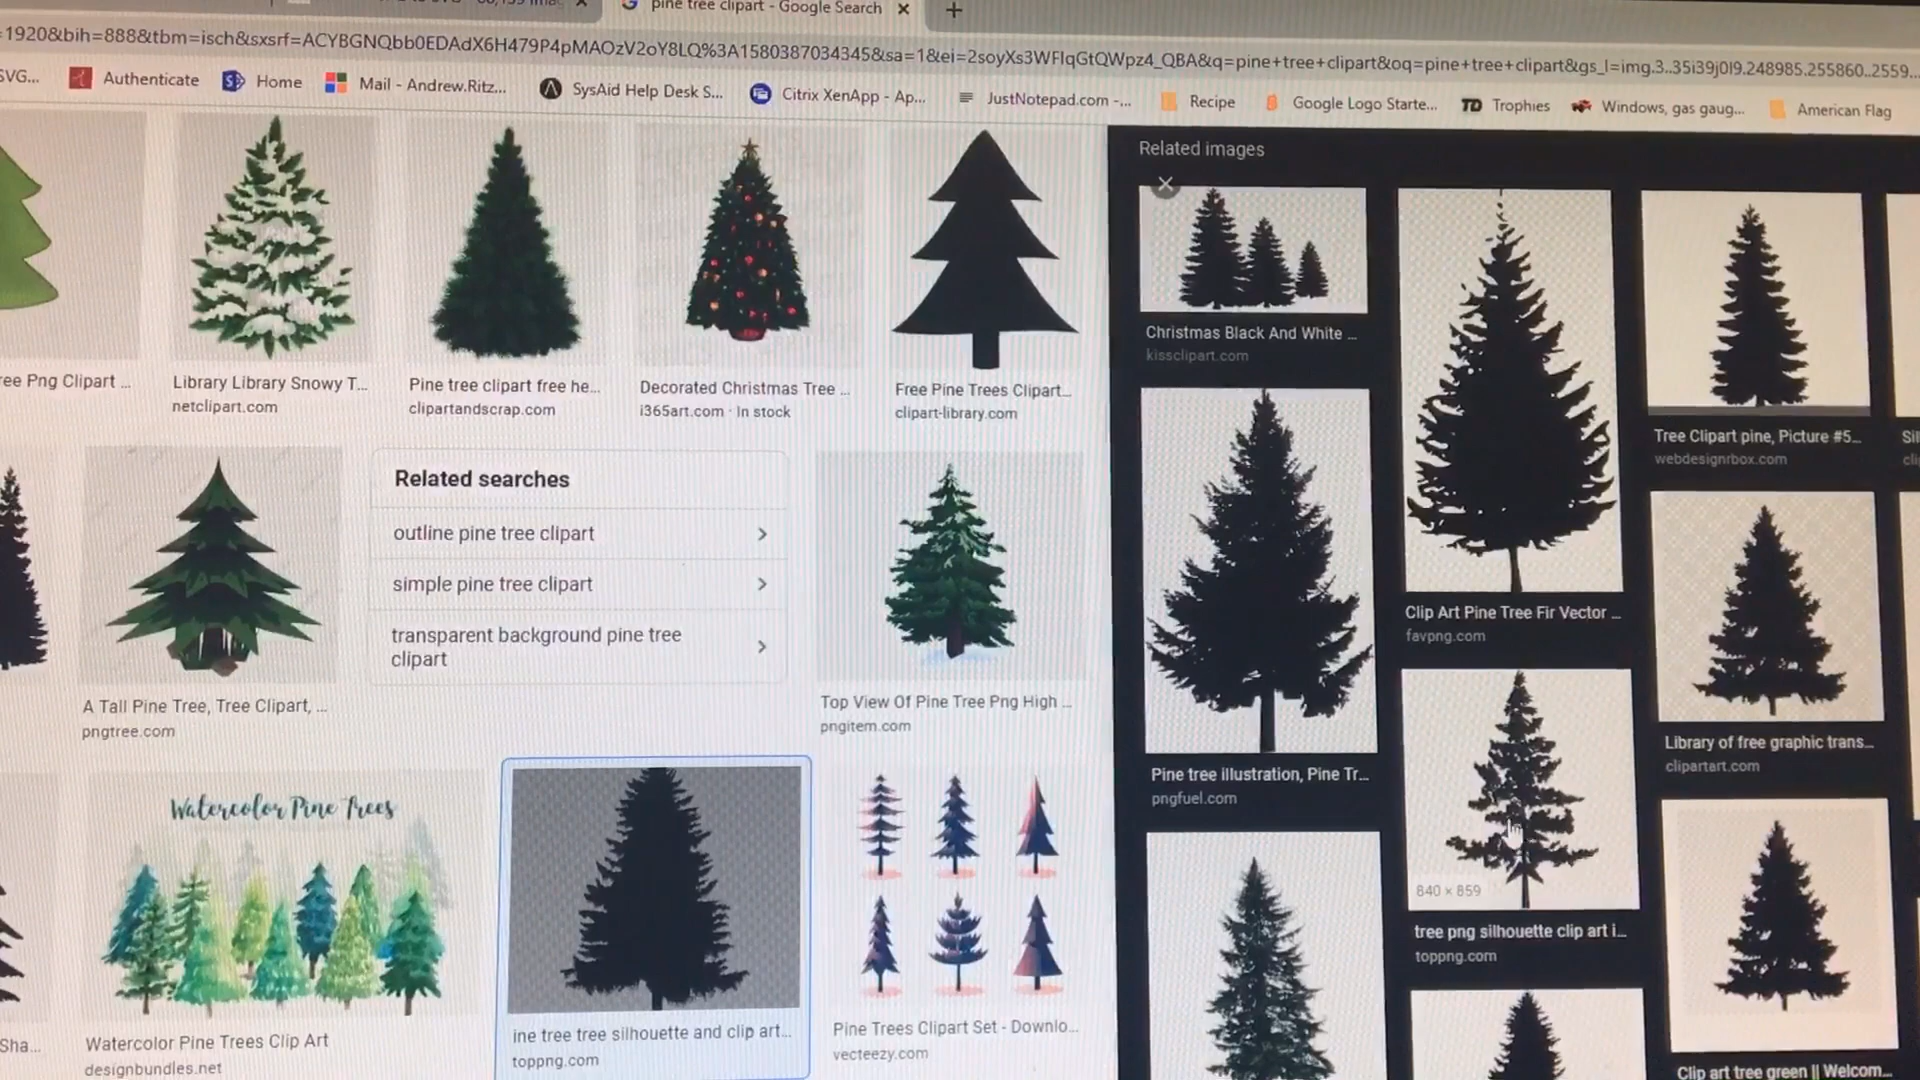 pine tree clipart - Google Search
=1920&bih=888&tbm=isch&sxsrf=ACYBGNQbb0EDAdX6H479P4pMAOzV2oY8LQ%3A1580387034345&sa=1&ei=2soyXs3WFIqGtQWpz4_QBA&q=pine+tree+clipart&oq=pine+tree+clipart&gs_l=img.3..35i39j0l9.248985.255860..2559...
SVG...
Authenticate
Home
Mail - Andrew.Ritz...
SysAid Help Desk S...
Citrix XenApp - Ap...
JustNotepad.com -...
Recipe
Google Logo Starte...
TD Trophies
Windows, gas gaug...
American Flag
ree Png Clipart ...
Library Library Snowy T...
netclipart.com
Pine tree clipart free he...
clipartandscrap.com
Decorated Christmas Tree ...
i365art.com · In stock
Free Pine Trees Clipart...
clipart-library.com
Related searches
outline pine tree clipart
simple pine tree clipart
transparent background pine tree
clipart
A Tall Pine Tree, Tree Clipart, ...
pngtree.com
Top View Of Pine Tree Png High ...
pngitem.com
Sha...
Watercolor Pine Trees
Watercolor Pine Trees Clip Art
designbundles.net
ine tree tree silhouette and clip art...
toppng.com
Pine Trees Clipart Set - Downlo...
vecteezy.com
Related images
Christmas Black And White ...
kissclipart.com
Clip Art Pine Tree Fir Vector ...
favpng.com
Tree Clipart pine, Picture #5...
webdesignrbox.com
Sil
cli
Pine tree illustration, Pine Tr...
pngfuel.com
840 × 859
tree png silhouette clip art i...
toppng.com
Library of free graphic trans...
clipartart.com
Clip art tree green || Welcom...